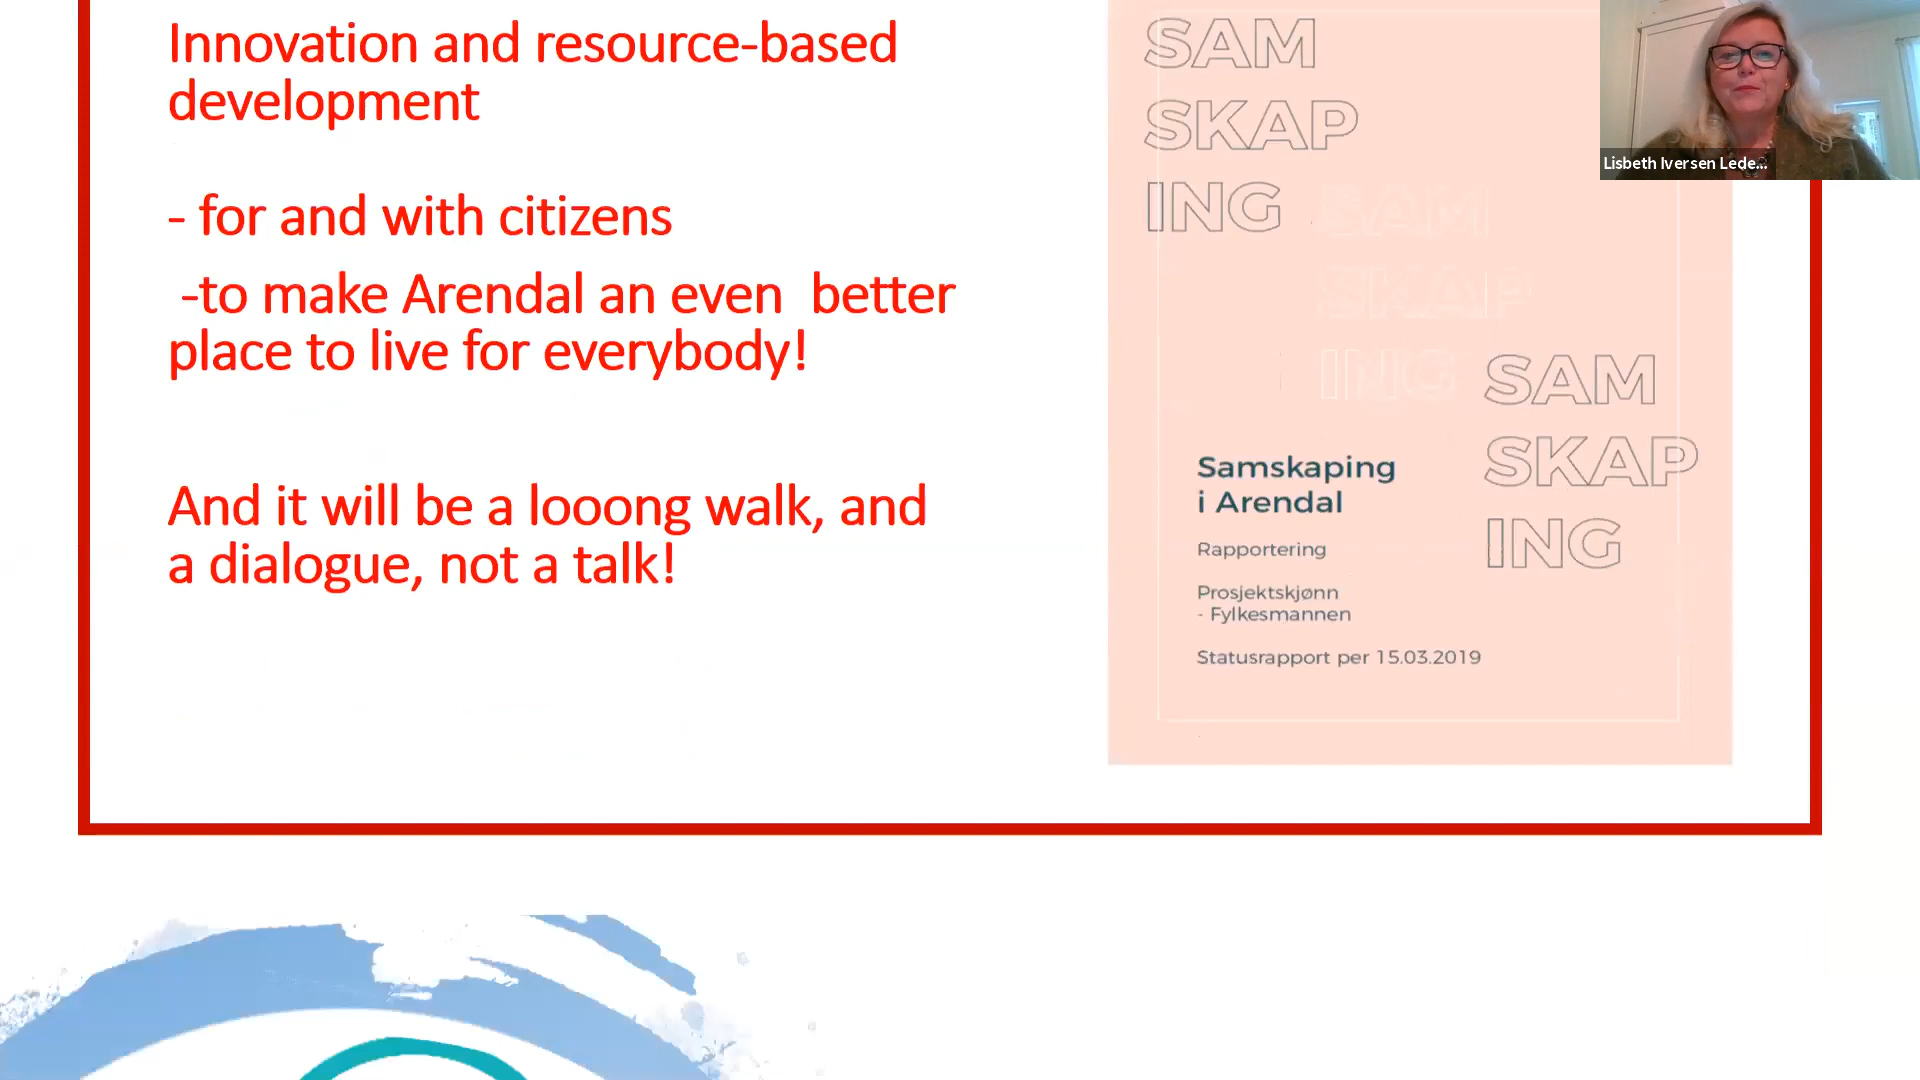 Innovation and resource-based
development
- for and with citizens
-to make Arendal an even better
place to live for everybody!
And it will be a looong walk, and
a dialogue, not a talk!
SAM
SKAP
ING
SAM
SKAP
ING
SAM
SKAP
ING
Samskaping
i Arendal
Rapportering
Prosjektskjønn
- Fylkesmannen
Statusrapport per 15.03.2019
Lisbeth Iversen Lede...